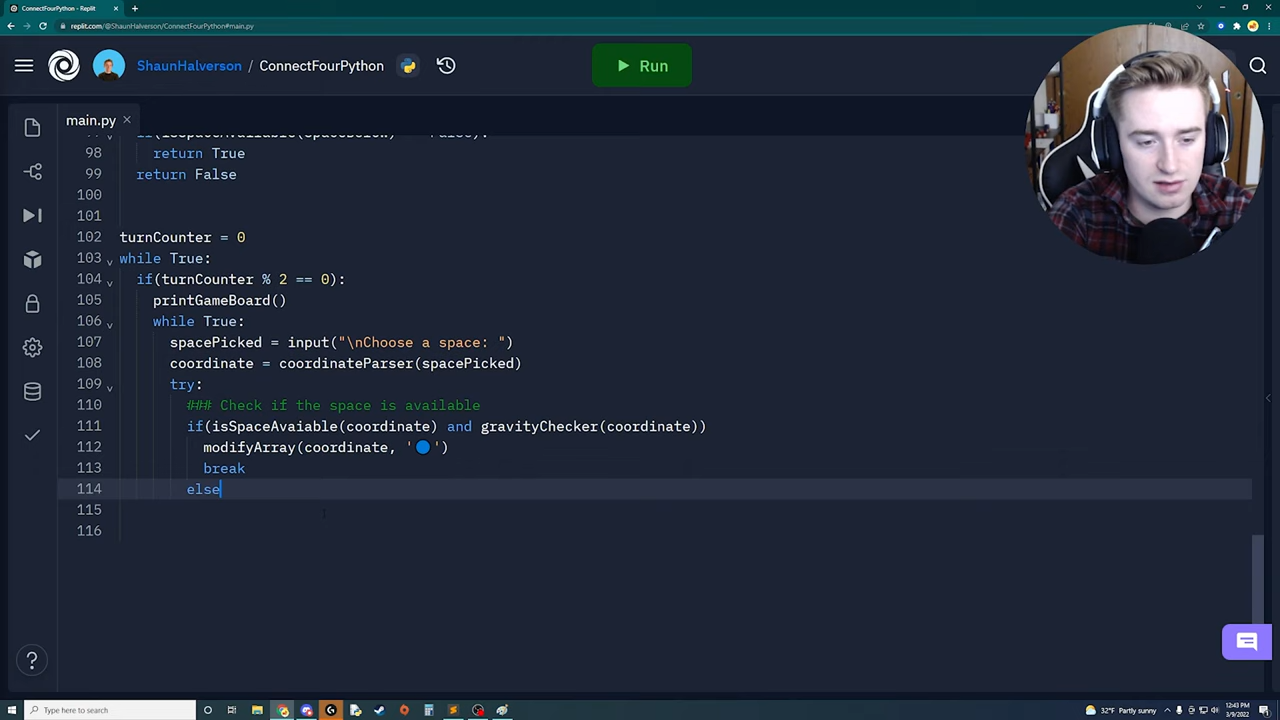 ConnectFourPython - Replit
replit.com/@ShaunHalverson/ConnectFourPython#main.py
ShaunHalverson / ConnectFourPython
Run
main.py
98 return True
99 return False
100
101
102 turnCounter = 0
103 while True:
104 if(turnCounter % 2 == 0):
105 printGameBoard()
106 while True:
107 spacePicked = input("\nChoose a space: ")
108 coordinate = coordinateParser(spacePicked)
109 try:
110 ### Check if the space is available
111 if(isSpaceAvaiable(coordinate) and gravityChecker(coordinate))
112 modifyArray(coordinate, '🔵')
113 break
114 else
115
116
?
Type here to search
32°F Partly sunny
12:43 PM
3/9/2022